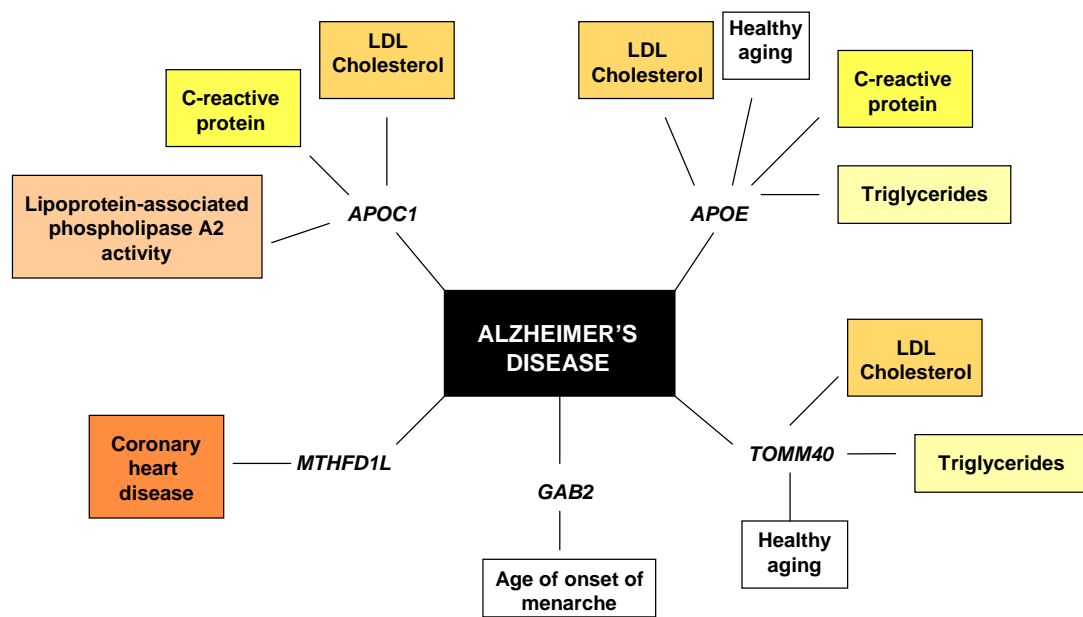 LDL
Cholesterol
C-reactive
protein
Lipoprotein-associated
phospholipase A2
activity
APOC1
LDL
Cholesterol
Healthy
aging
C-reactive
protein
Triglycerides
APOE
ALZHEIMER’S
DISEASE
LDL
Cholesterol
TOMM40
Triglycerides
Healthy
aging
Coronary
heart
disease
MTHFD1L
GAB2
Age of onset of
menarche